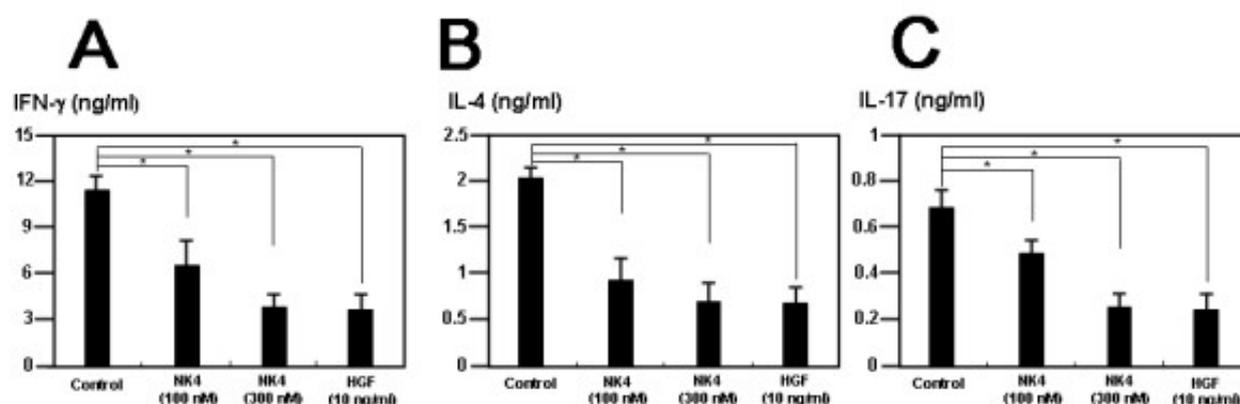 A
IFN-γ (ng/ml)
15
12
9
6
3
0
*
*
*
Control
NK4
(100 nM)
NK4
(300 nM)
HGF
(10 ng/ml)
B
IL-4 (ng/ml)
2.5
2
1.5
1
0.5
0
*
*
*
Control
NK4
(100 nM)
NK4
(300 nM)
HGF
(10 ng/ml)
C
IL-17 (ng/ml)
1
0.8
0.6
0.4
0.2
0
*
*
*
Control
NK4
(100 nM)
NK4
(300 nM)
HGF
(10 ng/ml)